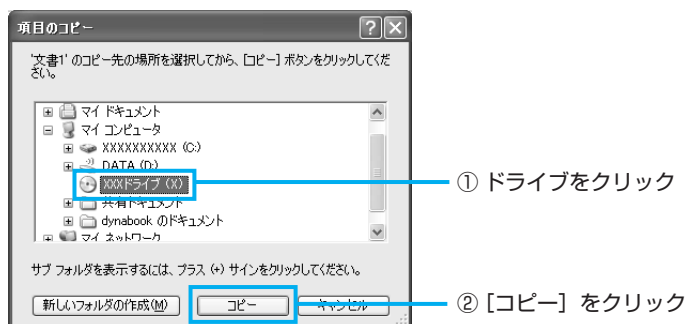 項目のコピー
'文書1' のコピー先の場所を選択してから、[コピー] ボタンをクリックしてくだ
さい。
マイ ドキュメント
マイ コンピュータ
XXXXXXXXXX (C:)
DATA (D:)
XXXドライブ (X)
共有ドキュメント
dynabook のドキュメント
マイ ネットワーク
① ドライブをクリック
サブ フォルダを表示するには、プラス (+) サインをクリックしてください。
新しいフォルダの作成(M)
コピー
キャンセル
② [コピー] をクリック